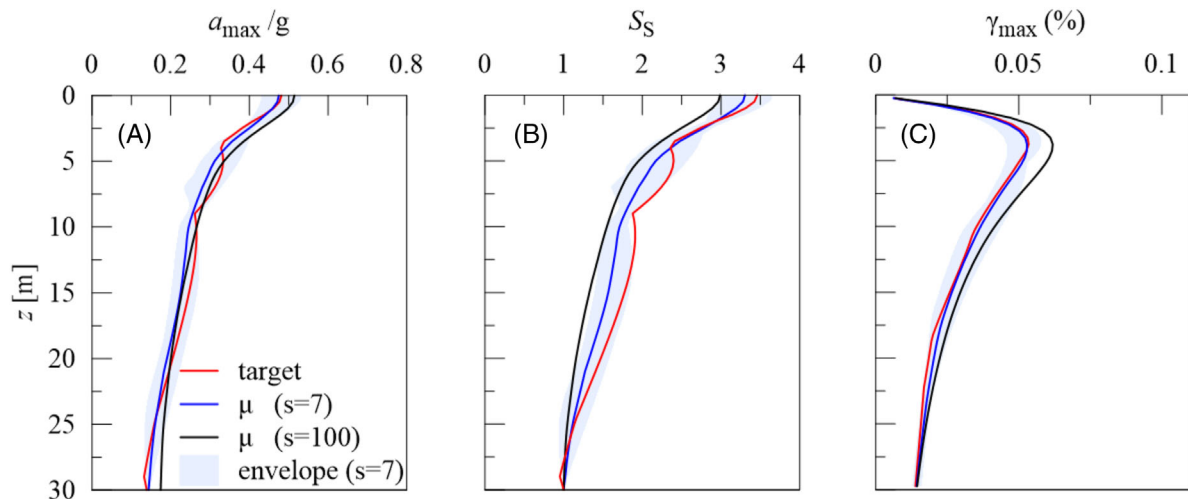 a_max /g
S_S
γ_max (%)
0 0.2 0.4 0.6 0.8
0 1 2 3 4
0 0.05 0.1
0
5
10
15
20
25
30
z [m]
(A)
(B)
(C)
target
μ (s=7)
μ (s=100)
envelope (s=7)